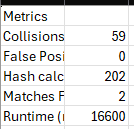 Metrics
Collisions 59
False Posi 0
Hash calc 202
Matches F 2
Runtime (r 16600